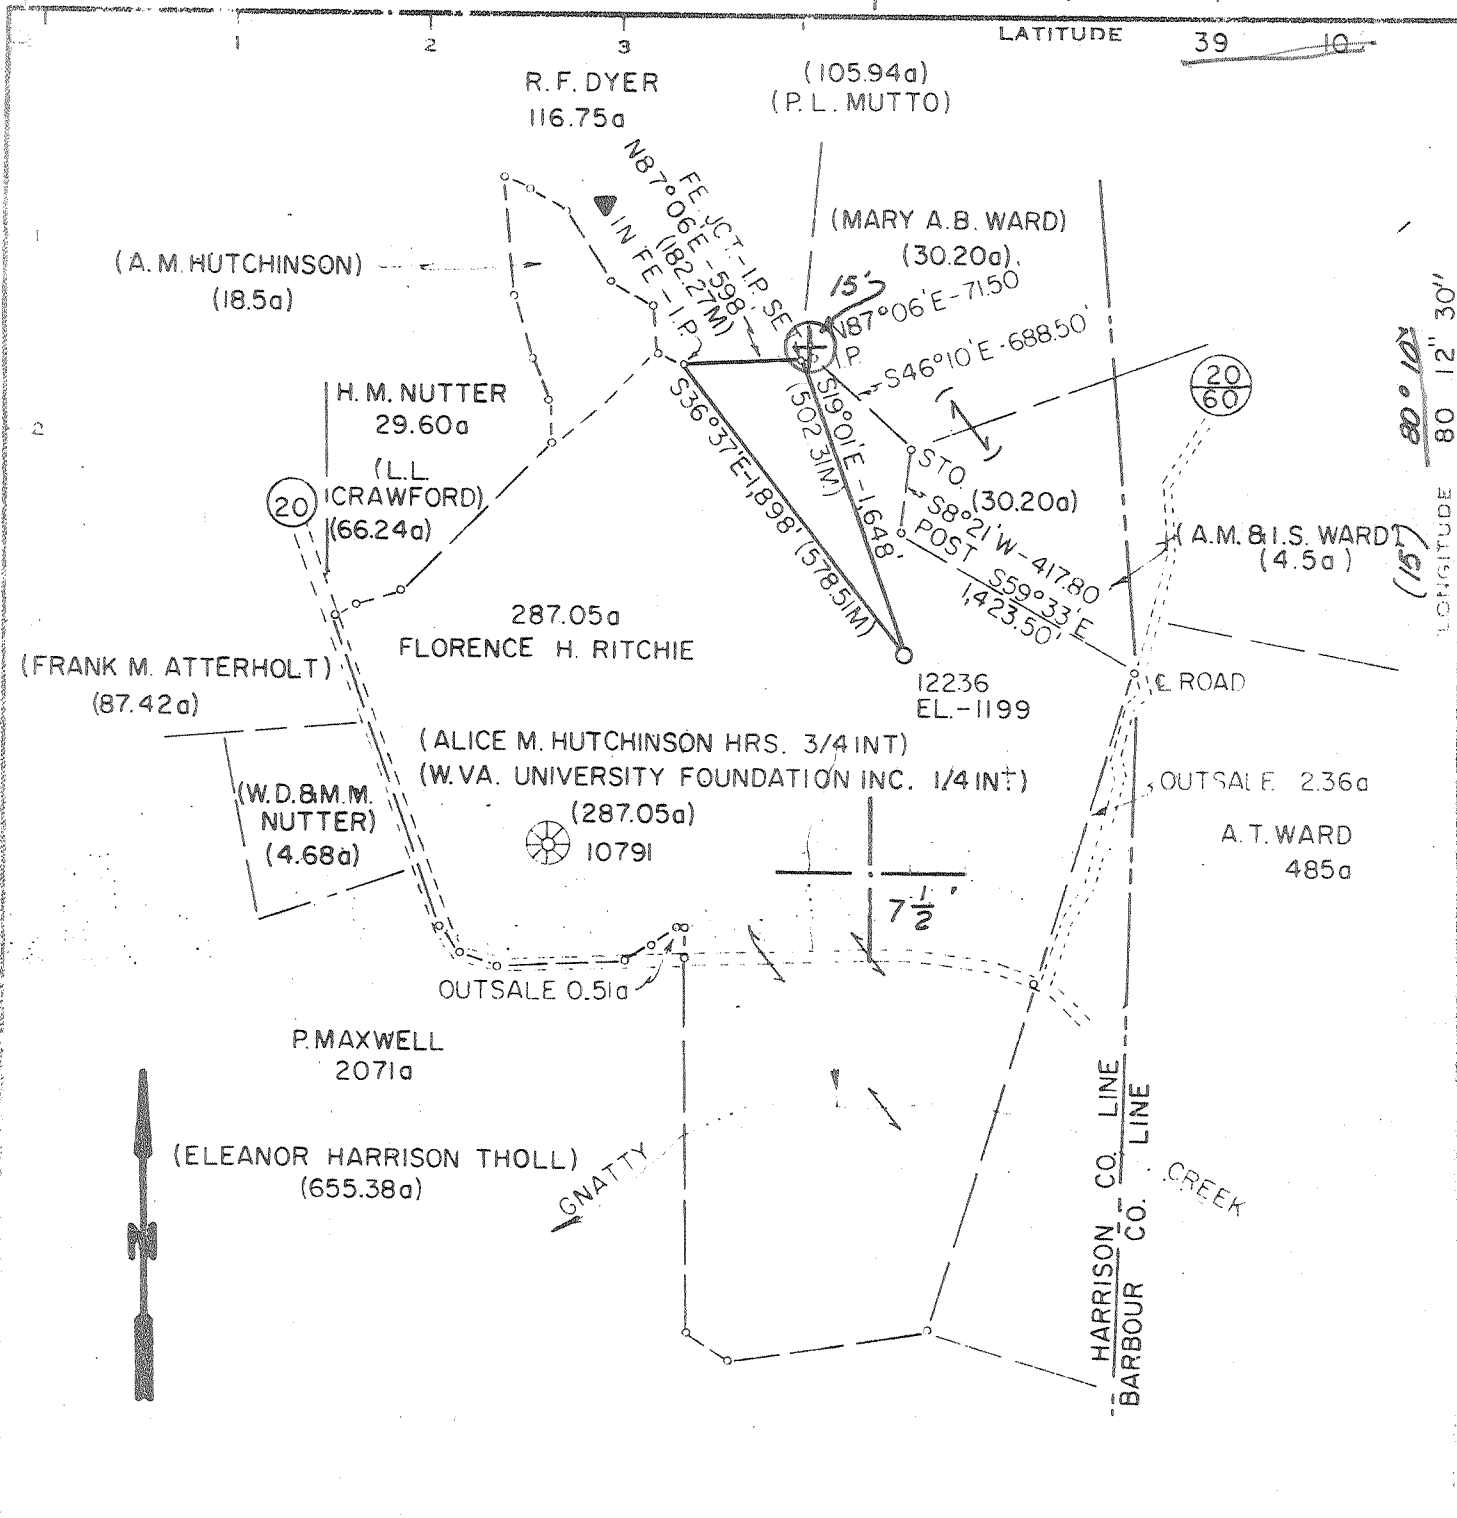 LATITUDE 39 10
1 2 3
R. F. DYER
116.75a
(105.94a)
(P. L. MUTTO)
FE. JCT.-I.P. SET
N87°06'E-598'
(182.27M)
IN FE-I.P.
(MARY A.B. WARD)
(30.20a)
15'
N87°06'E-71.50
I.P.
S46°10'E-688.50'
1
(A. M. HUTCHINSON)
(18.5a)
20
60
80° 10'
80 12" 30"
LONGITUDE
(15')
2
H. M. NUTTER
29.60a
(L.L.
CRAWFORD)
(66.24a)
20
S36°37'E-1,898' (578.51M)
S19°01'E-1,648'
(502.31M)
STO.
(30.20a)
S8°21'W-417.80
POST
S59°33'E
1,423.50'
(A.M. & I.S. WARD)
(4.5a)
287.05a
FLORENCE H. RITCHIE
(FRANK M. ATTERHOLT)
(87.42a)
12236
EL.-1199
℄ ROAD
(ALICE M. HUTCHINSON HRS. 3/4 INT)
(W.VA. UNIVERSITY FOUNDATION INC. 1/4 INT)
(287.05a)
10791
(W.D.&M.M.
NUTTER)
(4.68a)
OUTSALE 2.36a
A. T. WARD
485a
7 1/2'
OUTSALE 0.51a
P. MAXWELL
2071a
(ELEANOR HARRISON THOLL)
(655.38a)
GNATTY
CREEK
N
HARRISON CO. LINE
BARBOUR CO. LINE